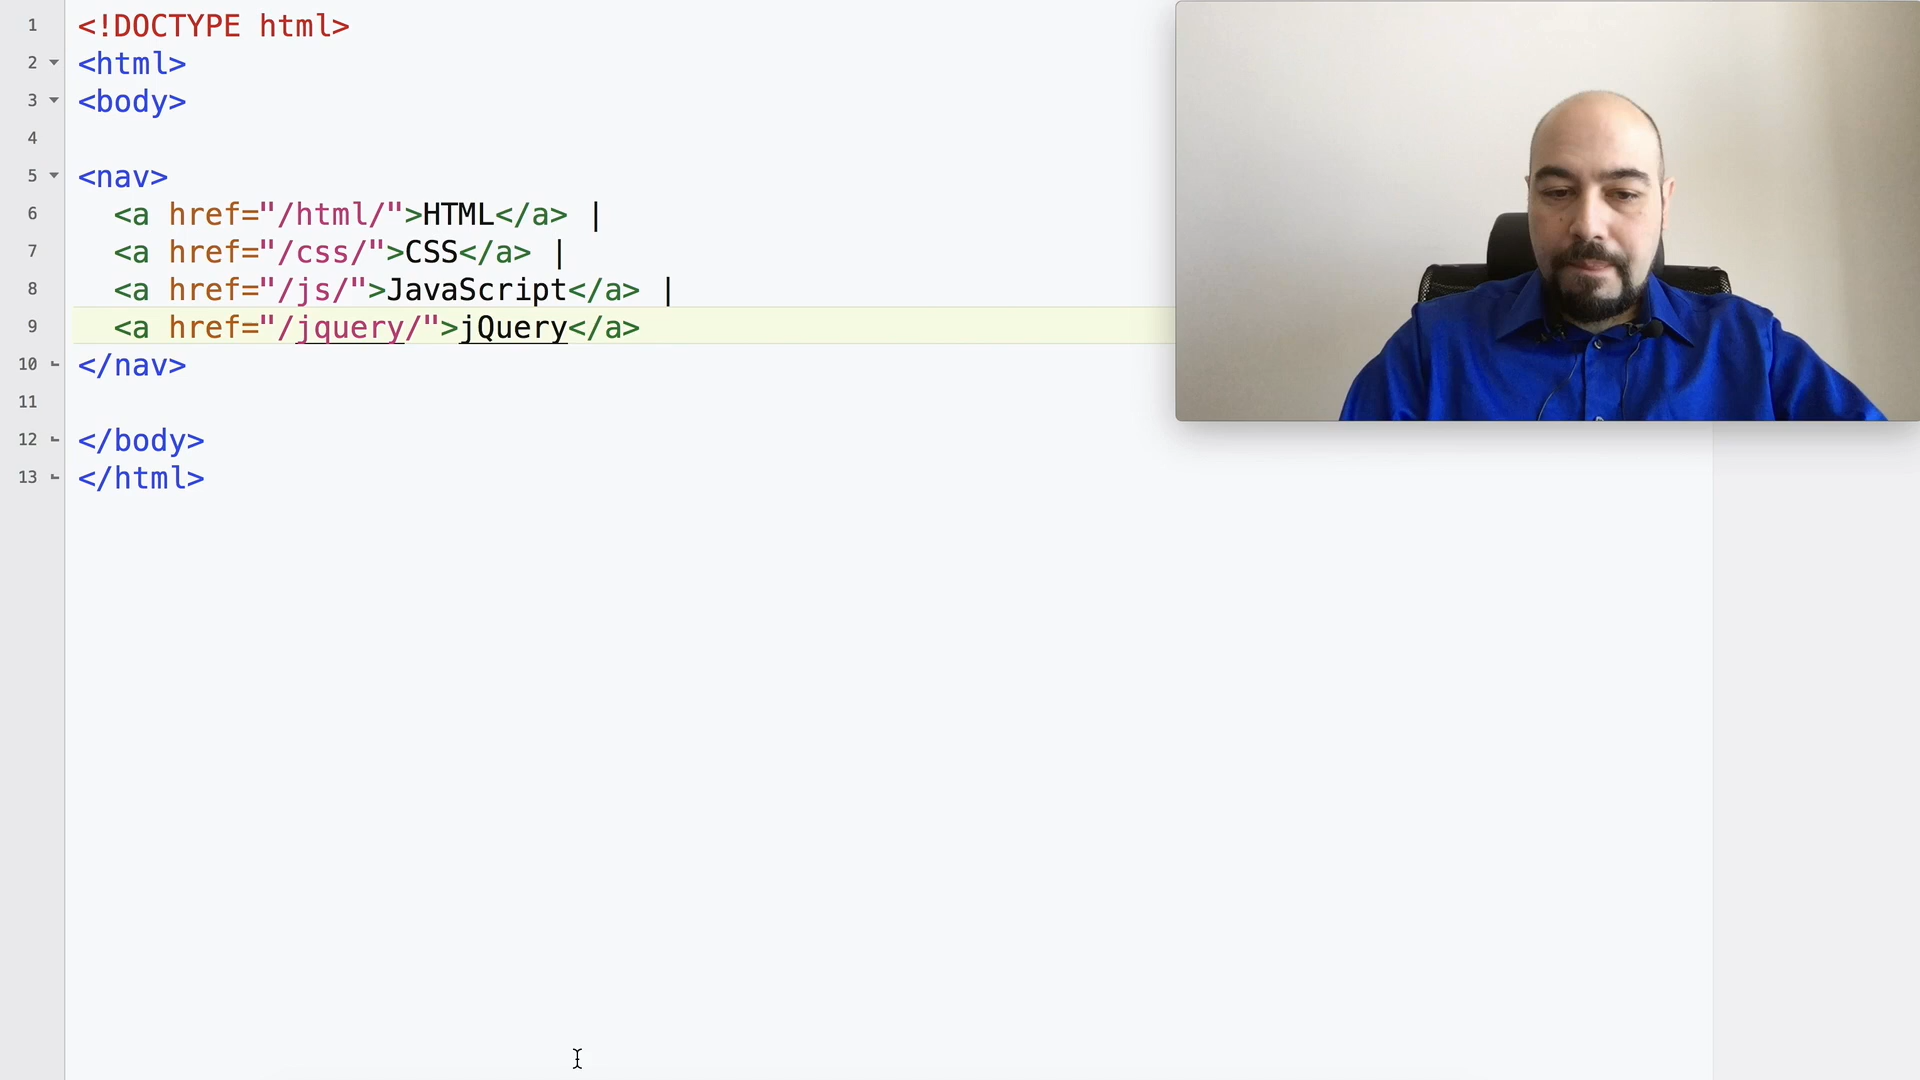 1 <!DOCTYPE html>
2 <html>
3 <body>
4
5 <nav>
6   <a href="/html/">HTML</a> |
7   <a href="/css/">CSS</a> |
8   <a href="/js/">JavaScript</a> |
9   <a href="/jquery/">jQuery</a>
10 </nav>
11
12 </body>
13 </html>